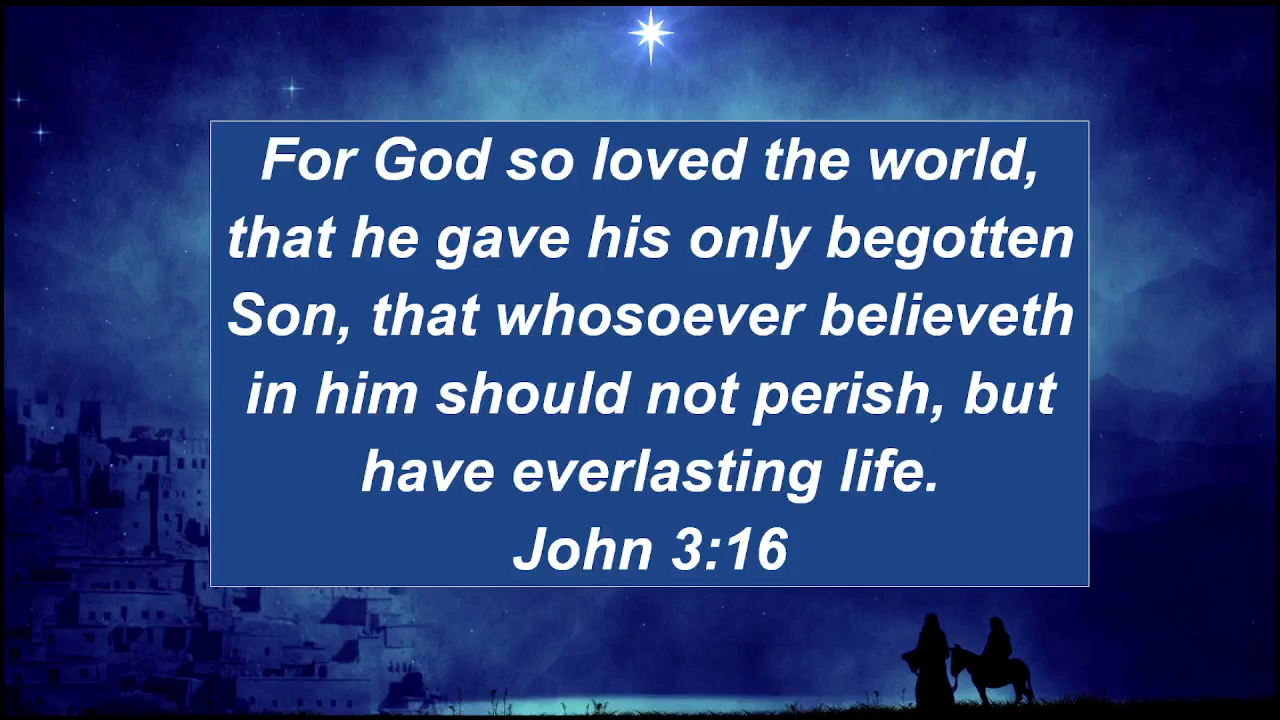 For God so loved the world,
that he gave his only begotten
Son, that whosoever believeth
in him should not perish, but
have everlasting life.
John 3:16